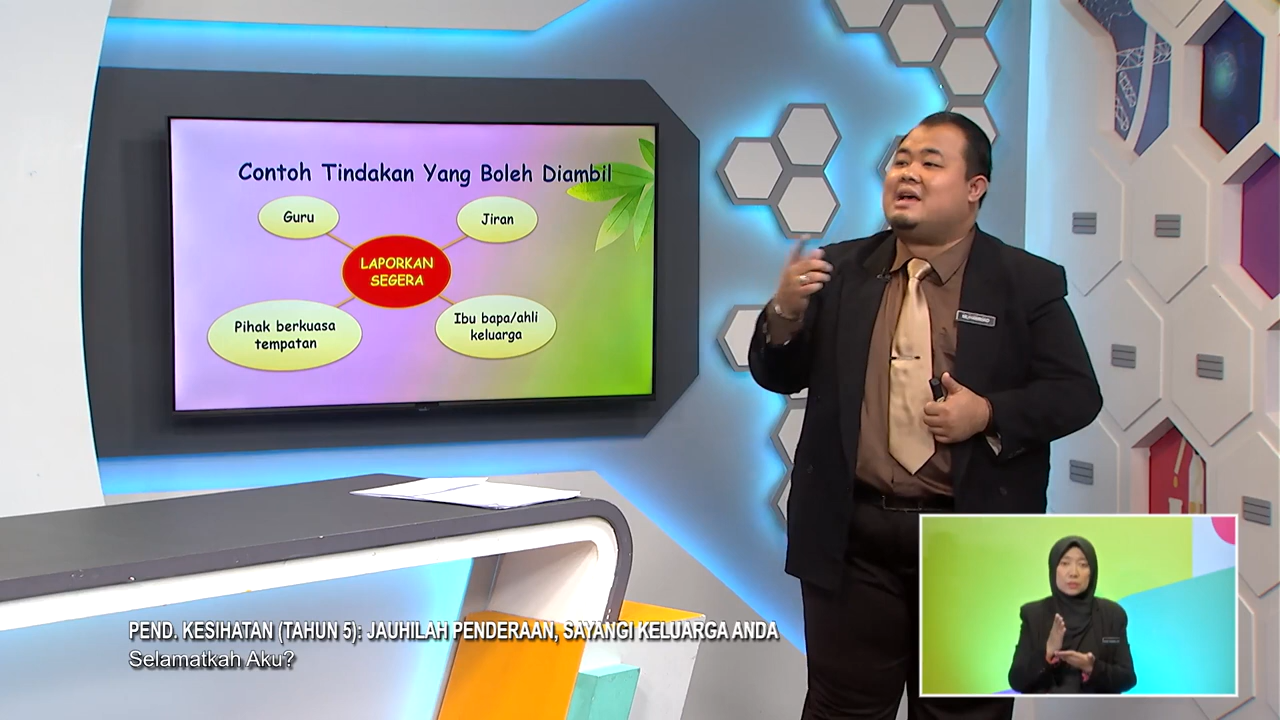 Contoh Tindakan Yang Boleh Diambil
Guru
Jiran
LAPORKAN
SEGERA
Pihak berkuasa
tempatan
Ibu bapa/ahli
keluarga
PEND. KESIHATAN (TAHUN 5): JAUHILAH PENDERAAN, SAYANGI KELUARGA ANDA
Selamatkah Aku?